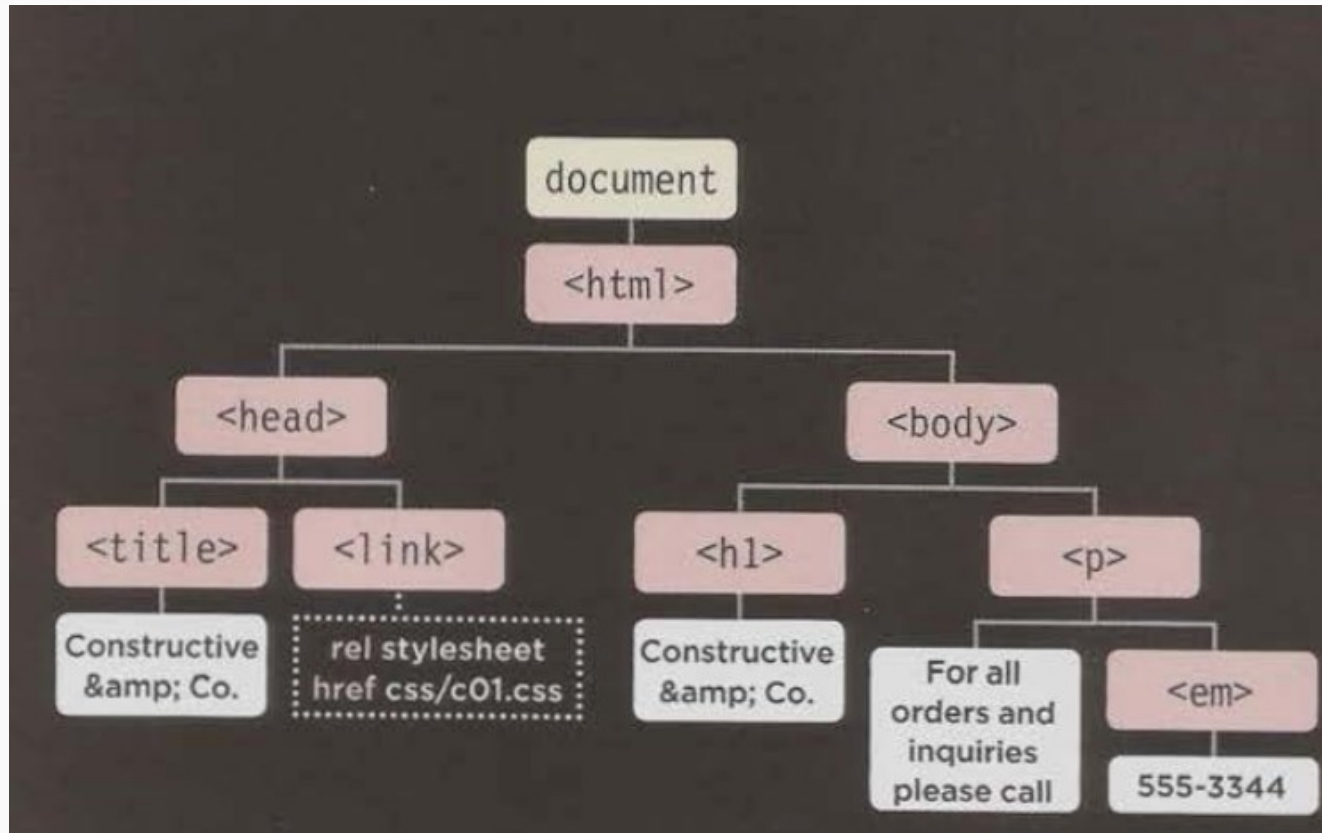 document
<html>
<head>
<body>
<title>
<link>
<h1>
<p>
Constructive
&amp; Co.
rel stylesheet
href css/c01.css
Constructive
&amp; Co.
For all
orders and
inquiries
please call
<em>
555-3344